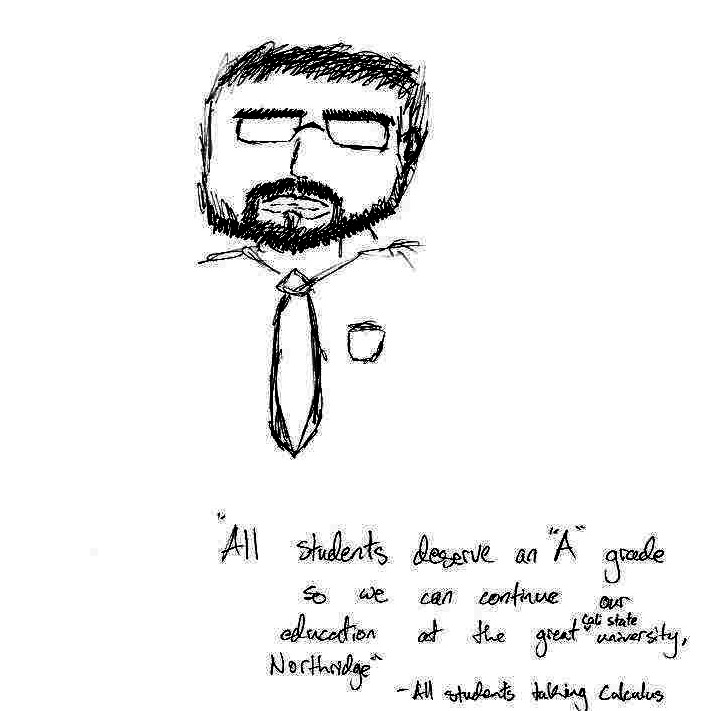 "All students deserve an "A" grade
so we can continue our
education at the great cali state university,
Northridge"
-All students taking Calculus